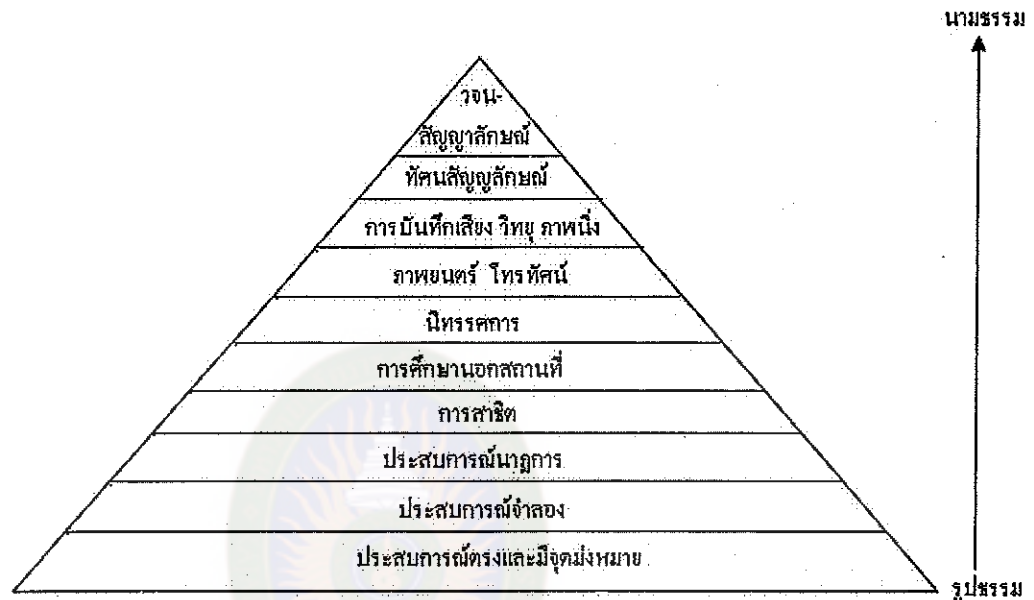 นามธรรม
วจน-
สัญญาลักษณ์
ทัศนสัญญลักษณ์
การบันทึกเสียง วิทยุ ภาพนิ่ง
ภาพยนตร์ โทรทัศน์
นิทรรศการ
การศึกษานอกสถานที่
การสาธิต
ประสบการณ์นาฏการ
ประสบการณ์จำลอง
ประสบการณ์ตรงและมีจุดมุ่งหมาย
รูปธรรม